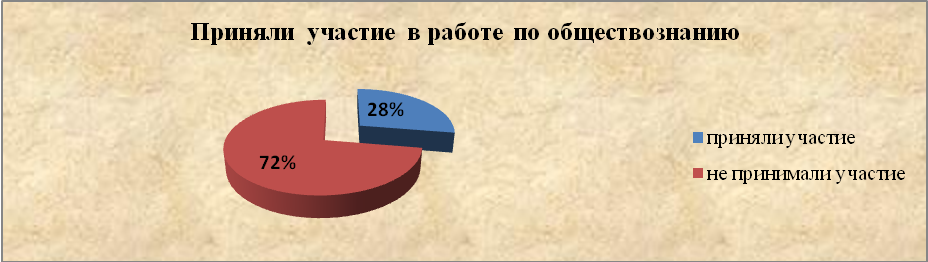 Приняли участие в работе по обществознанию
28%
72%
приняли участие
не принимали участие